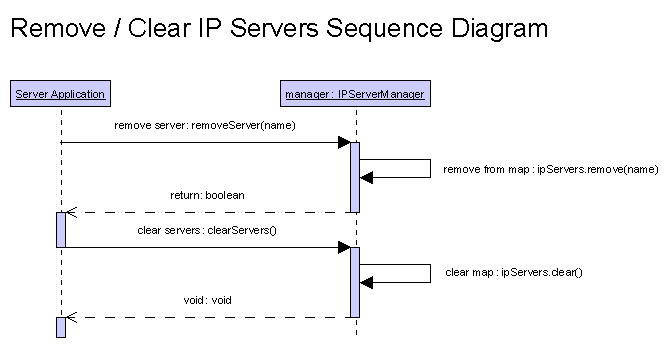 Remove / Clear IP Servers Sequence Diagram
Server Application
manager: IPServerManager
remove server: removeServer(name)
remove from map: ipServers.remove(name)
return: boolean
clear servers: clearServers()
clear map: ipServers.clear()
void: void